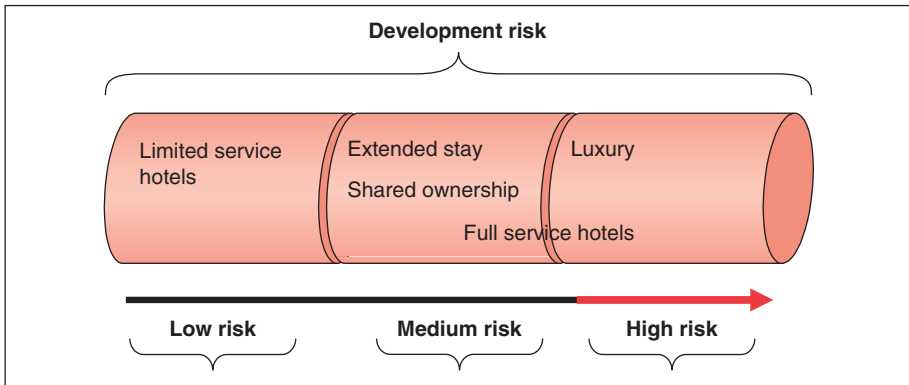 Development risk
Limited service
hotels
Extended stay
Shared ownership
Luxury
Full service hotels
Low risk
Medium risk
High risk